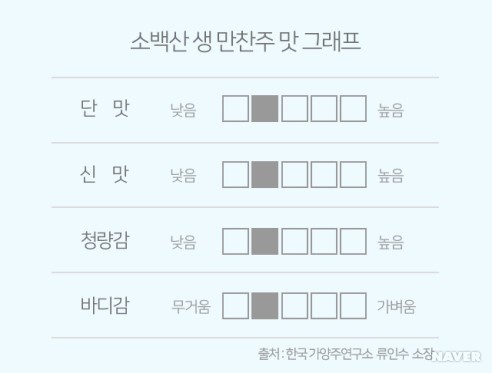 소백산 생 만찬주 맛 그래프
단 맛 낮음 높음
신 맛 낮음 높음
청량감 낮음 높음
바디감 무거움 가벼움
출처 : 한국가양주연구소 류인수 소장
NAVER